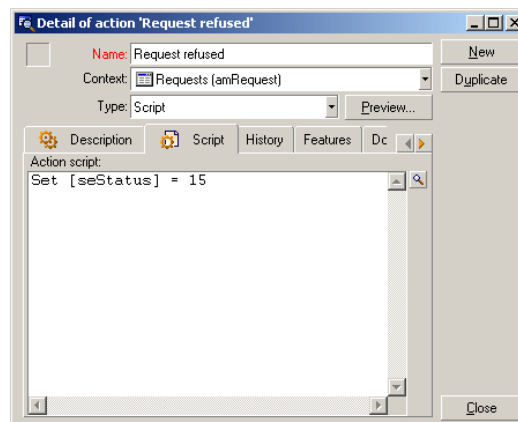 Detail of action 'Request refused'
Name: Request refused
New
Context: Requests (amRequest)
Duplicate
Type: Script
Preview...
Description Script History Features Dc
Action script:
Set [seStatus] = 15
Close